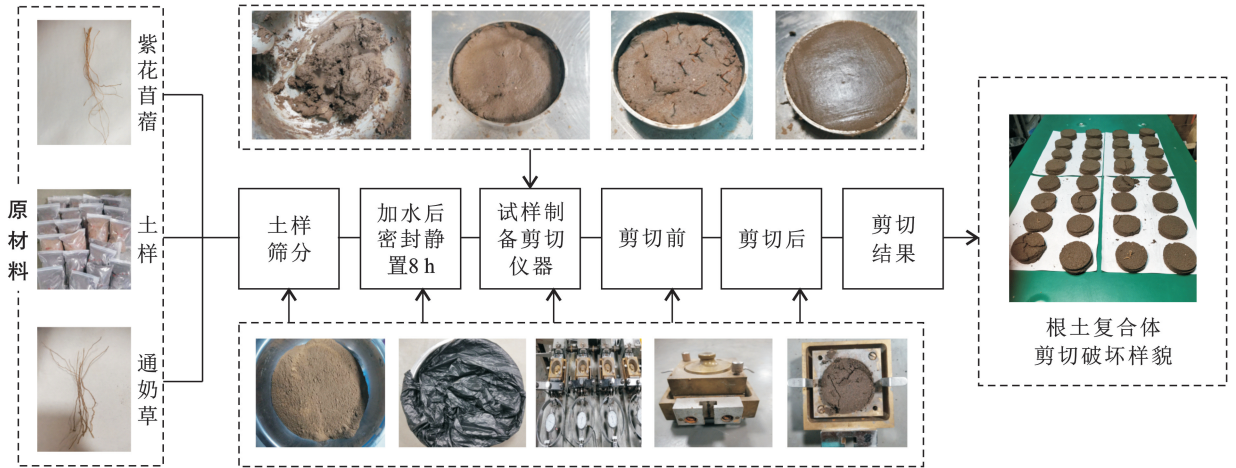 原材料
紫花苜蓿
土样
通奶草
土样
筛分
加水后
密封静
置8 h
试样制
备剪切
仪器
剪切前
剪切后
剪切
结果
根土复合体
剪切破坏样貌